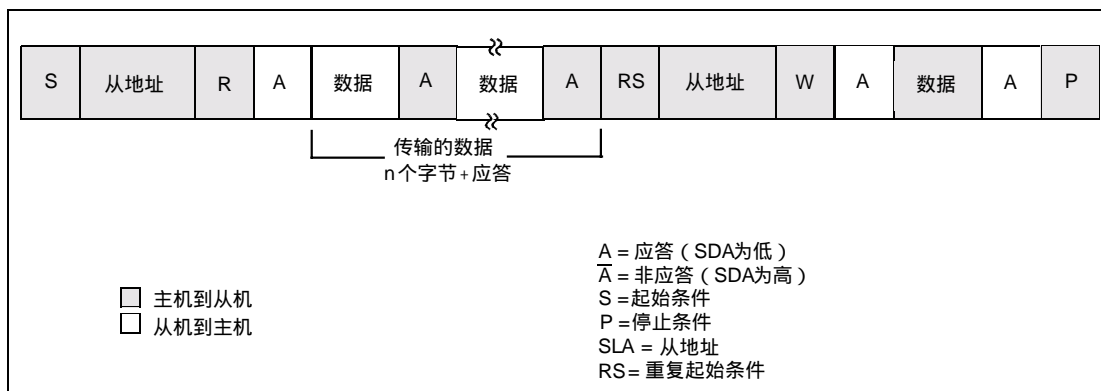 S 从地址 R A 数据 A 数据 A RS 从地址 W A 数据 A P
传输的数据
n个字节+应答
A = 应答（SDA为低）
A̅ = 非应答（SDA为高）
S =起始条件
P =停止条件
SLA = 从地址
RS= 重复起始条件
主机到从机
从机到主机